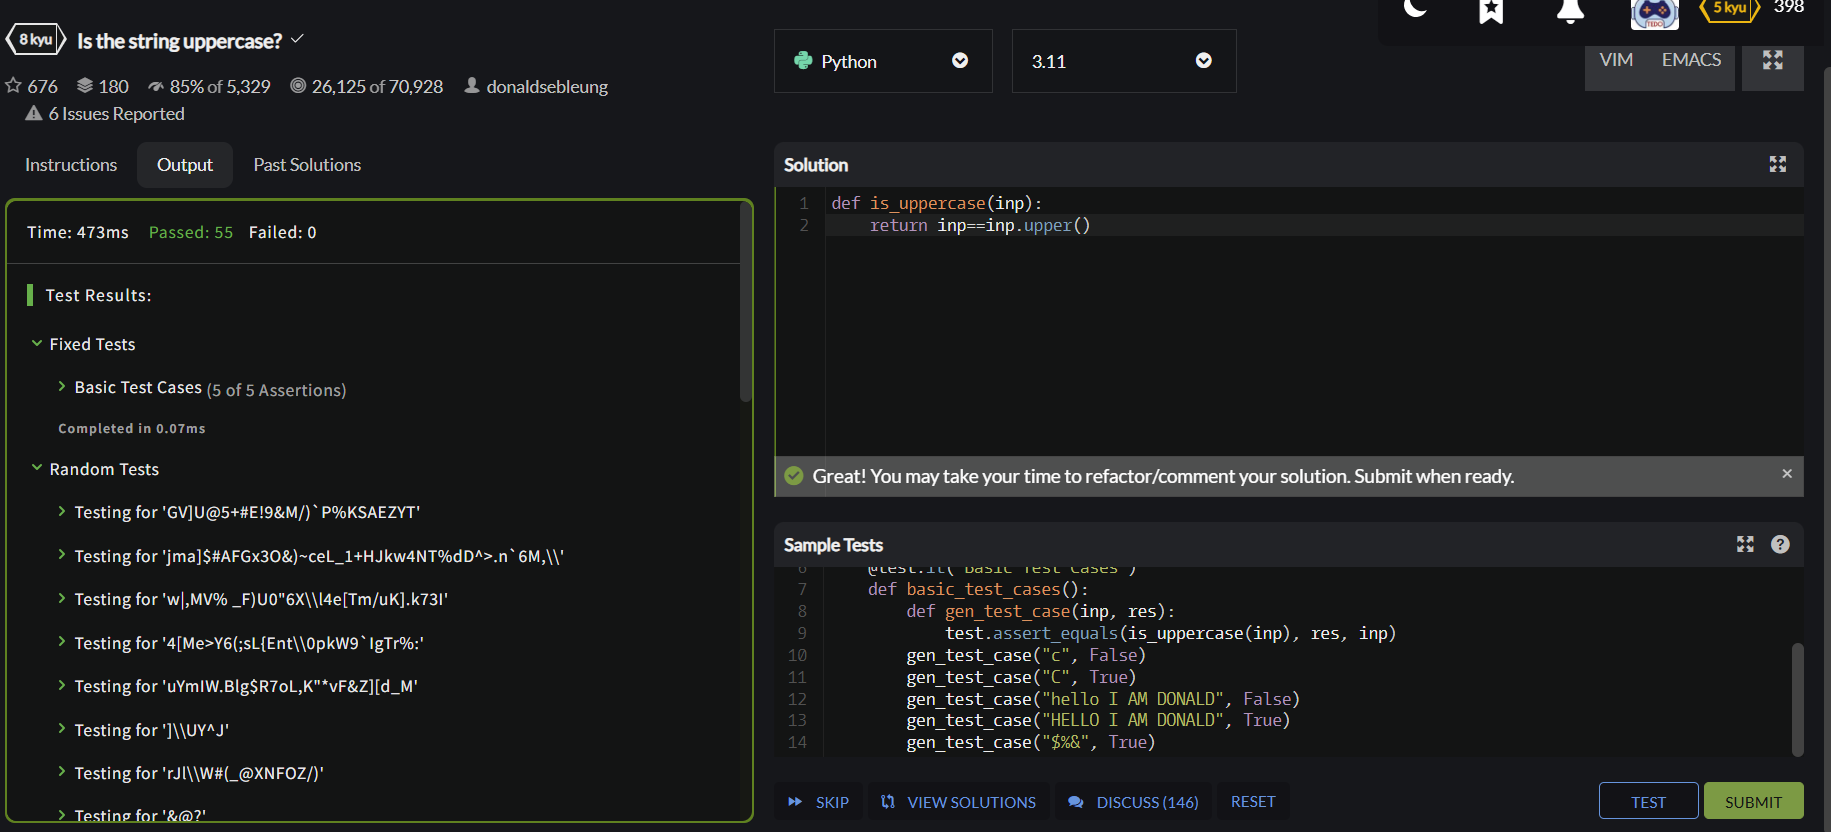 8 kyu Is the string uppercase?
676 180 85% of 5,329 26,125 of 70,928 donaldsebleung
6 Issues Reported
Instructions Output Past Solutions
Time: 473ms Passed: 55 Failed: 0
Test Results:
Fixed Tests
Basic Test Cases (5 of 5 Assertions)
Completed in 0.07ms
Random Tests
Testing for 'GV]U@5+#E!9&M/)`P%KSAEZYT'
Testing for 'jma]$#AFGx3O&)~ceL_1+HJkw4NT%dD^>.n`6M,\\'
Testing for 'w|,MV% _F)U0"6X\\l4e[Tm/uK].k73I'
Testing for '4[Me>Y6(;sL{Ent\\0pkW9`IgTr%:'
Testing for 'uYmIW.Blg$R7oL,K"*vF&Z][d_M'
Testing for ']\\UY^J'
Testing for 'rJl\\W#(_@XNFOZ/)'
Testing for '&@?'
TEDO 5 kyu 398
Python 3.11 VIM EMACS
Solution
1 def is_uppercase(inp):
2 return inp==inp.upper()
Great! You may take your time to refactor/comment your solution. Submit when ready.
Sample Tests
6 @test.it("Basic Test Cases")
7 def basic_test_cases():
8 def gen_test_case(inp, res):
9 test.assert_equals(is_uppercase(inp), res, inp)
10 gen_test_case("c", False)
11 gen_test_case("C", True)
12 gen_test_case("hello I AM DONALD", False)
13 gen_test_case("HELLO I AM DONALD", True)
14 gen_test_case("$%&", True)
SKIP VIEW SOLUTIONS DISCUSS (146) RESET TEST SUBMIT